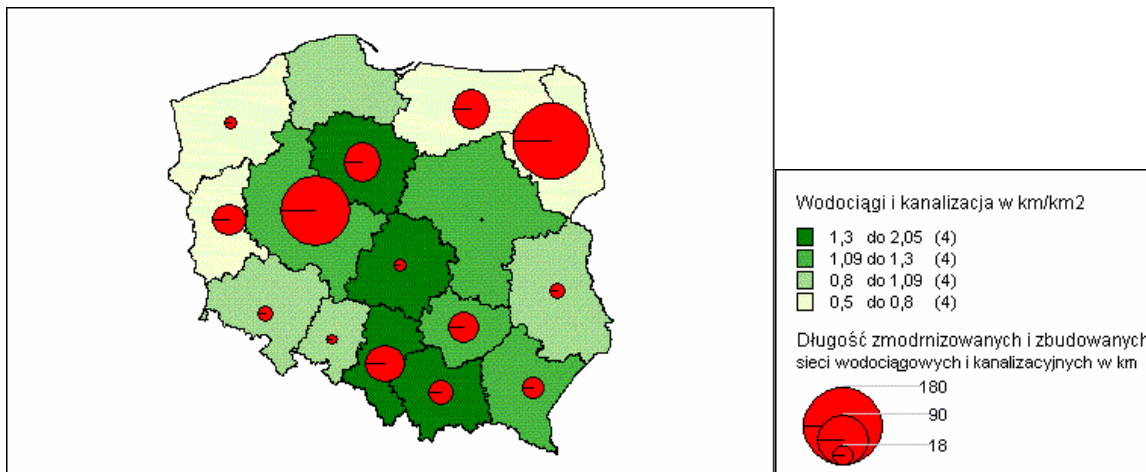 Wodociągi i kanalizacja w km/km2
1,3 do 2,05 (4)
1,09 do 1,3 (4)
0,8 do 1,09 (4)
0,5 do 0,8 (4)
Długość zmodrnizowanych i zbudowanych
sieci wodociągowych i kanalizacyjnych w km
180
90
18